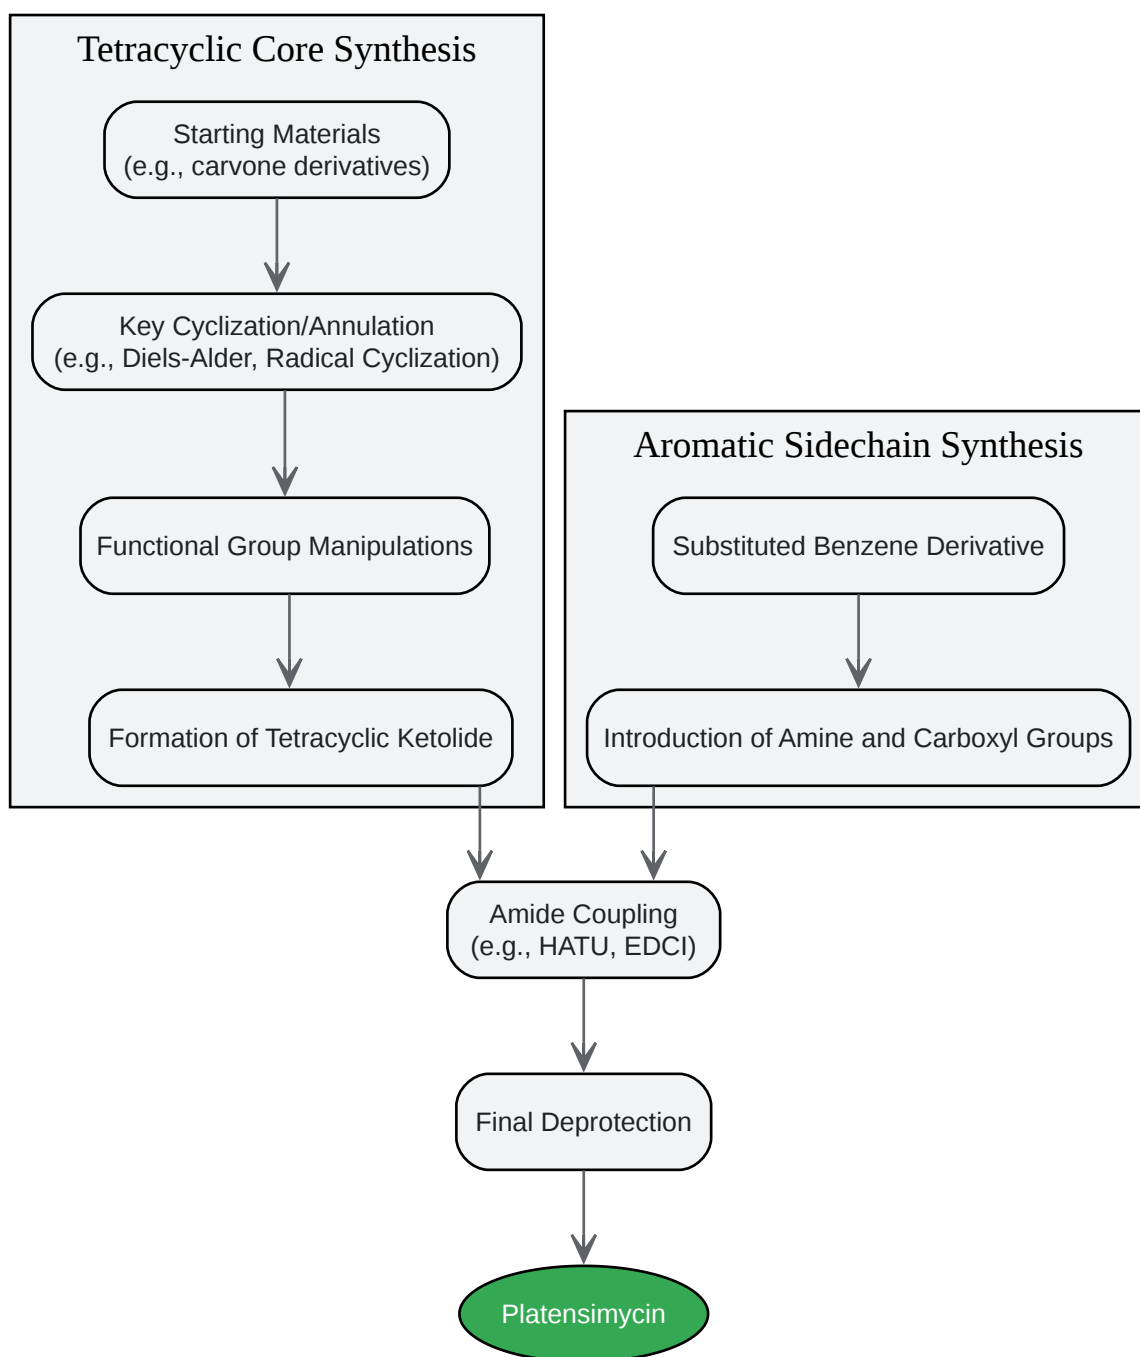 Tetracyclic Core Synthesis
Starting Materials
(e.g., carvone derivatives)
Key Cyclization/Annulation
(e.g., Diels-Alder, Radical Cyclization)
Functional Group Manipulations
Formation of Tetracyclic Ketolide
Aromatic Sidechain Synthesis
Substituted Benzene Derivative
Introduction of Amine and Carboxyl Groups
Amide Coupling
(e.g., HATU, EDCI)
Final Deprotection
Platensimycin